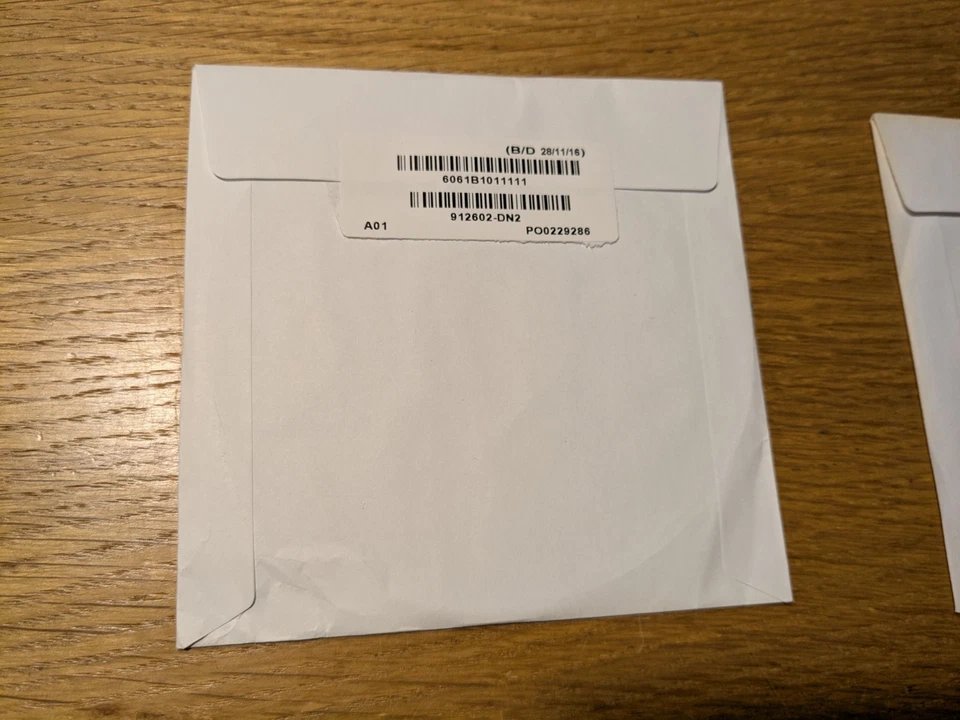 (B/D 28/11/16)
6061B1011111
912602-DN2
A01 PO0229286